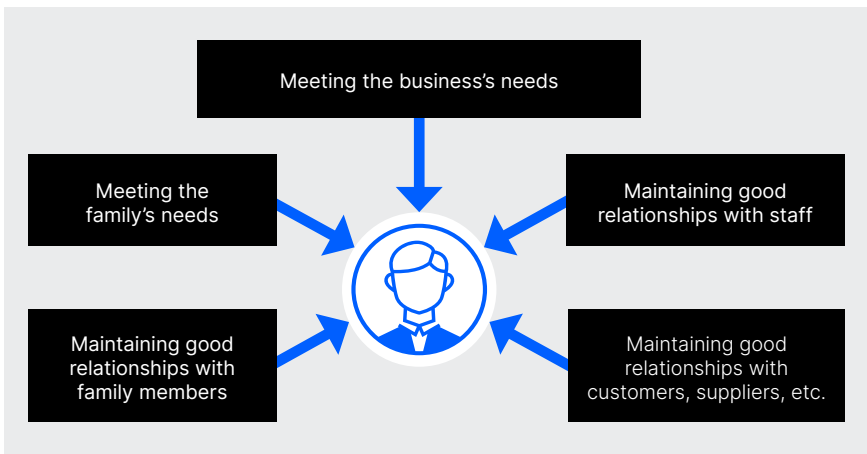 Meeting the business’s needs
Meeting the
family’s needs
Maintaining good
relationships with staff
Maintaining good
relationships with
family members
Maintaining good
relationships with
customers, suppliers, etc.